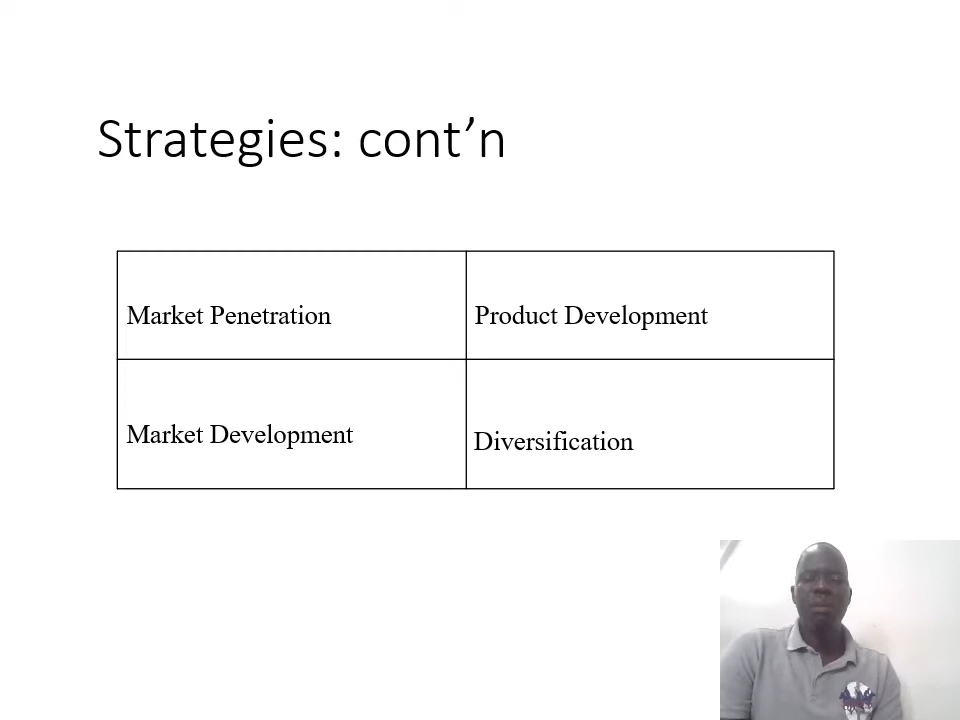 Strategies: cont’n
Market Penetration
Product Development
Market Development
Diversification